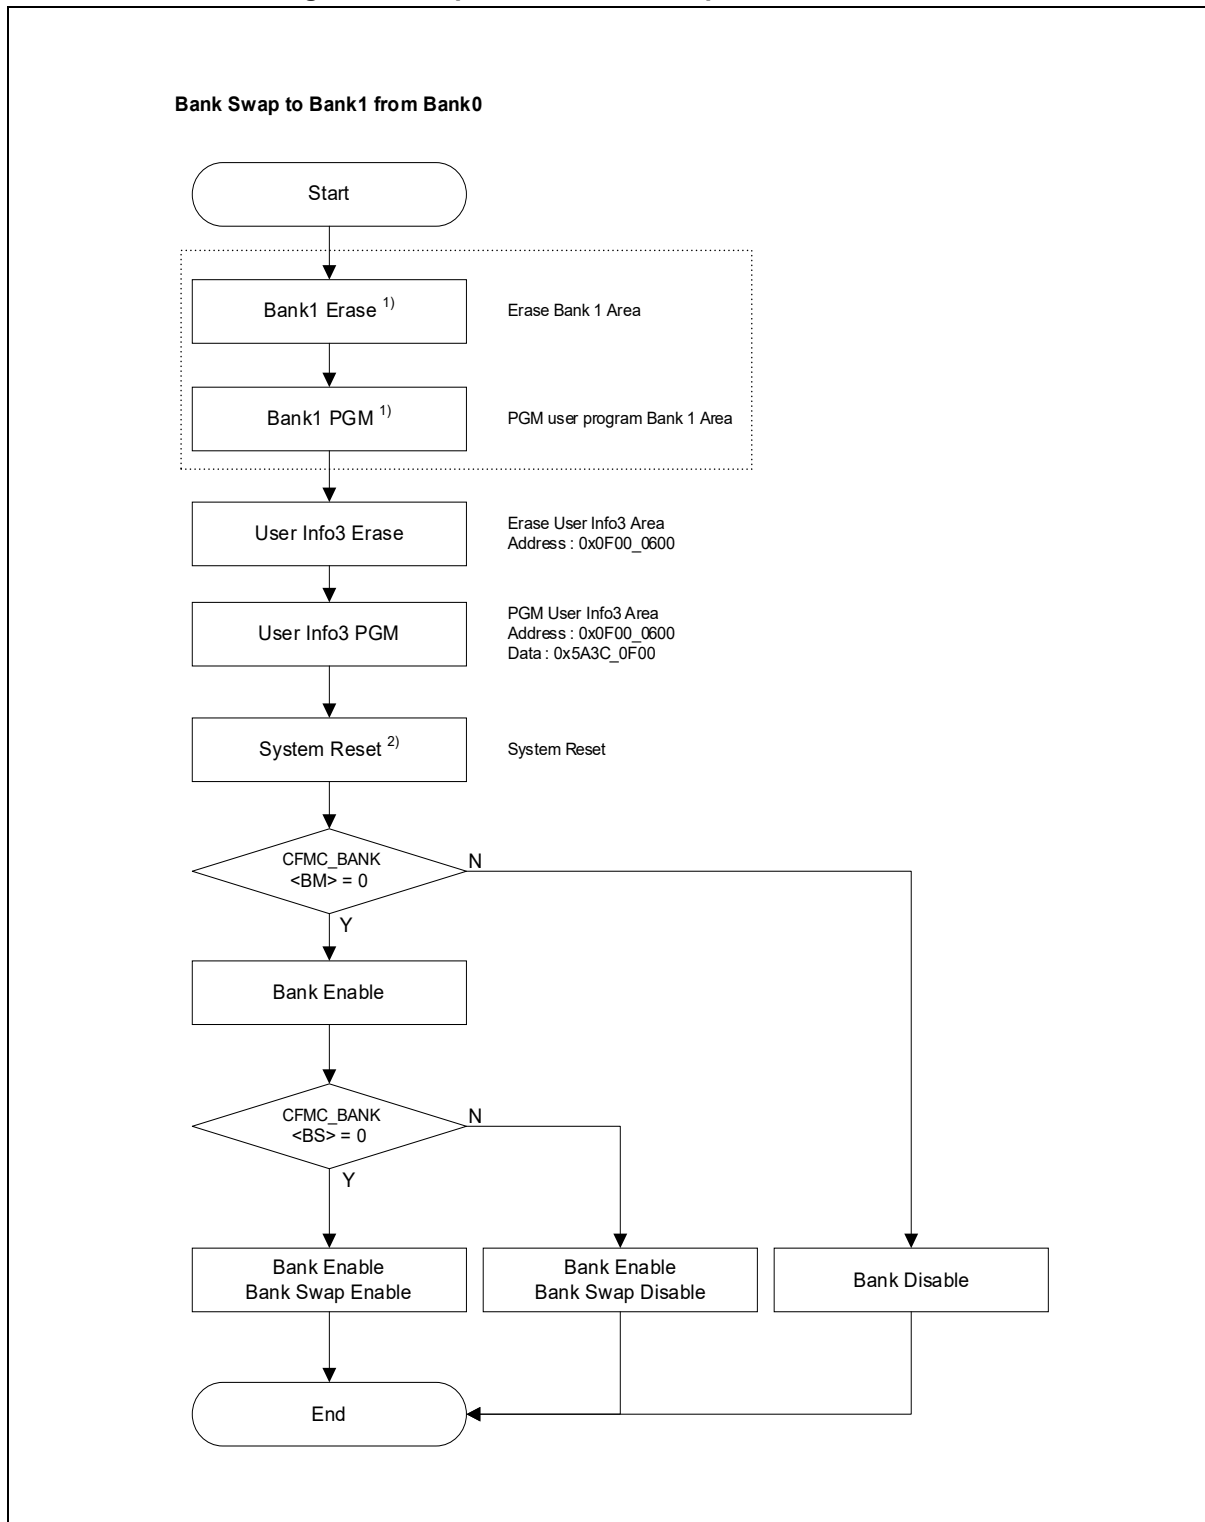 Bank Swap to Bank1 from Bank0
Start
Bank1 Erase 1)
Erase Bank 1 Area
Bank1 PGM 1)
PGM user program Bank 1 Area
User Info3 Erase
Erase User Info3 Area
Address : 0x0F00_0600
User Info3 PGM
PGM User Info3 Area
Address : 0x0F00_0600
Data : 0x5A3C_0F00
System Reset 2)
System Reset
CFMC_BANK
<BM> = 0
N
Y
Bank Enable
CFMC_BANK
<BS> = 0
N
Y
Bank Enable
Bank Swap Enable
Bank Enable
Bank Swap Disable
Bank Disable
End